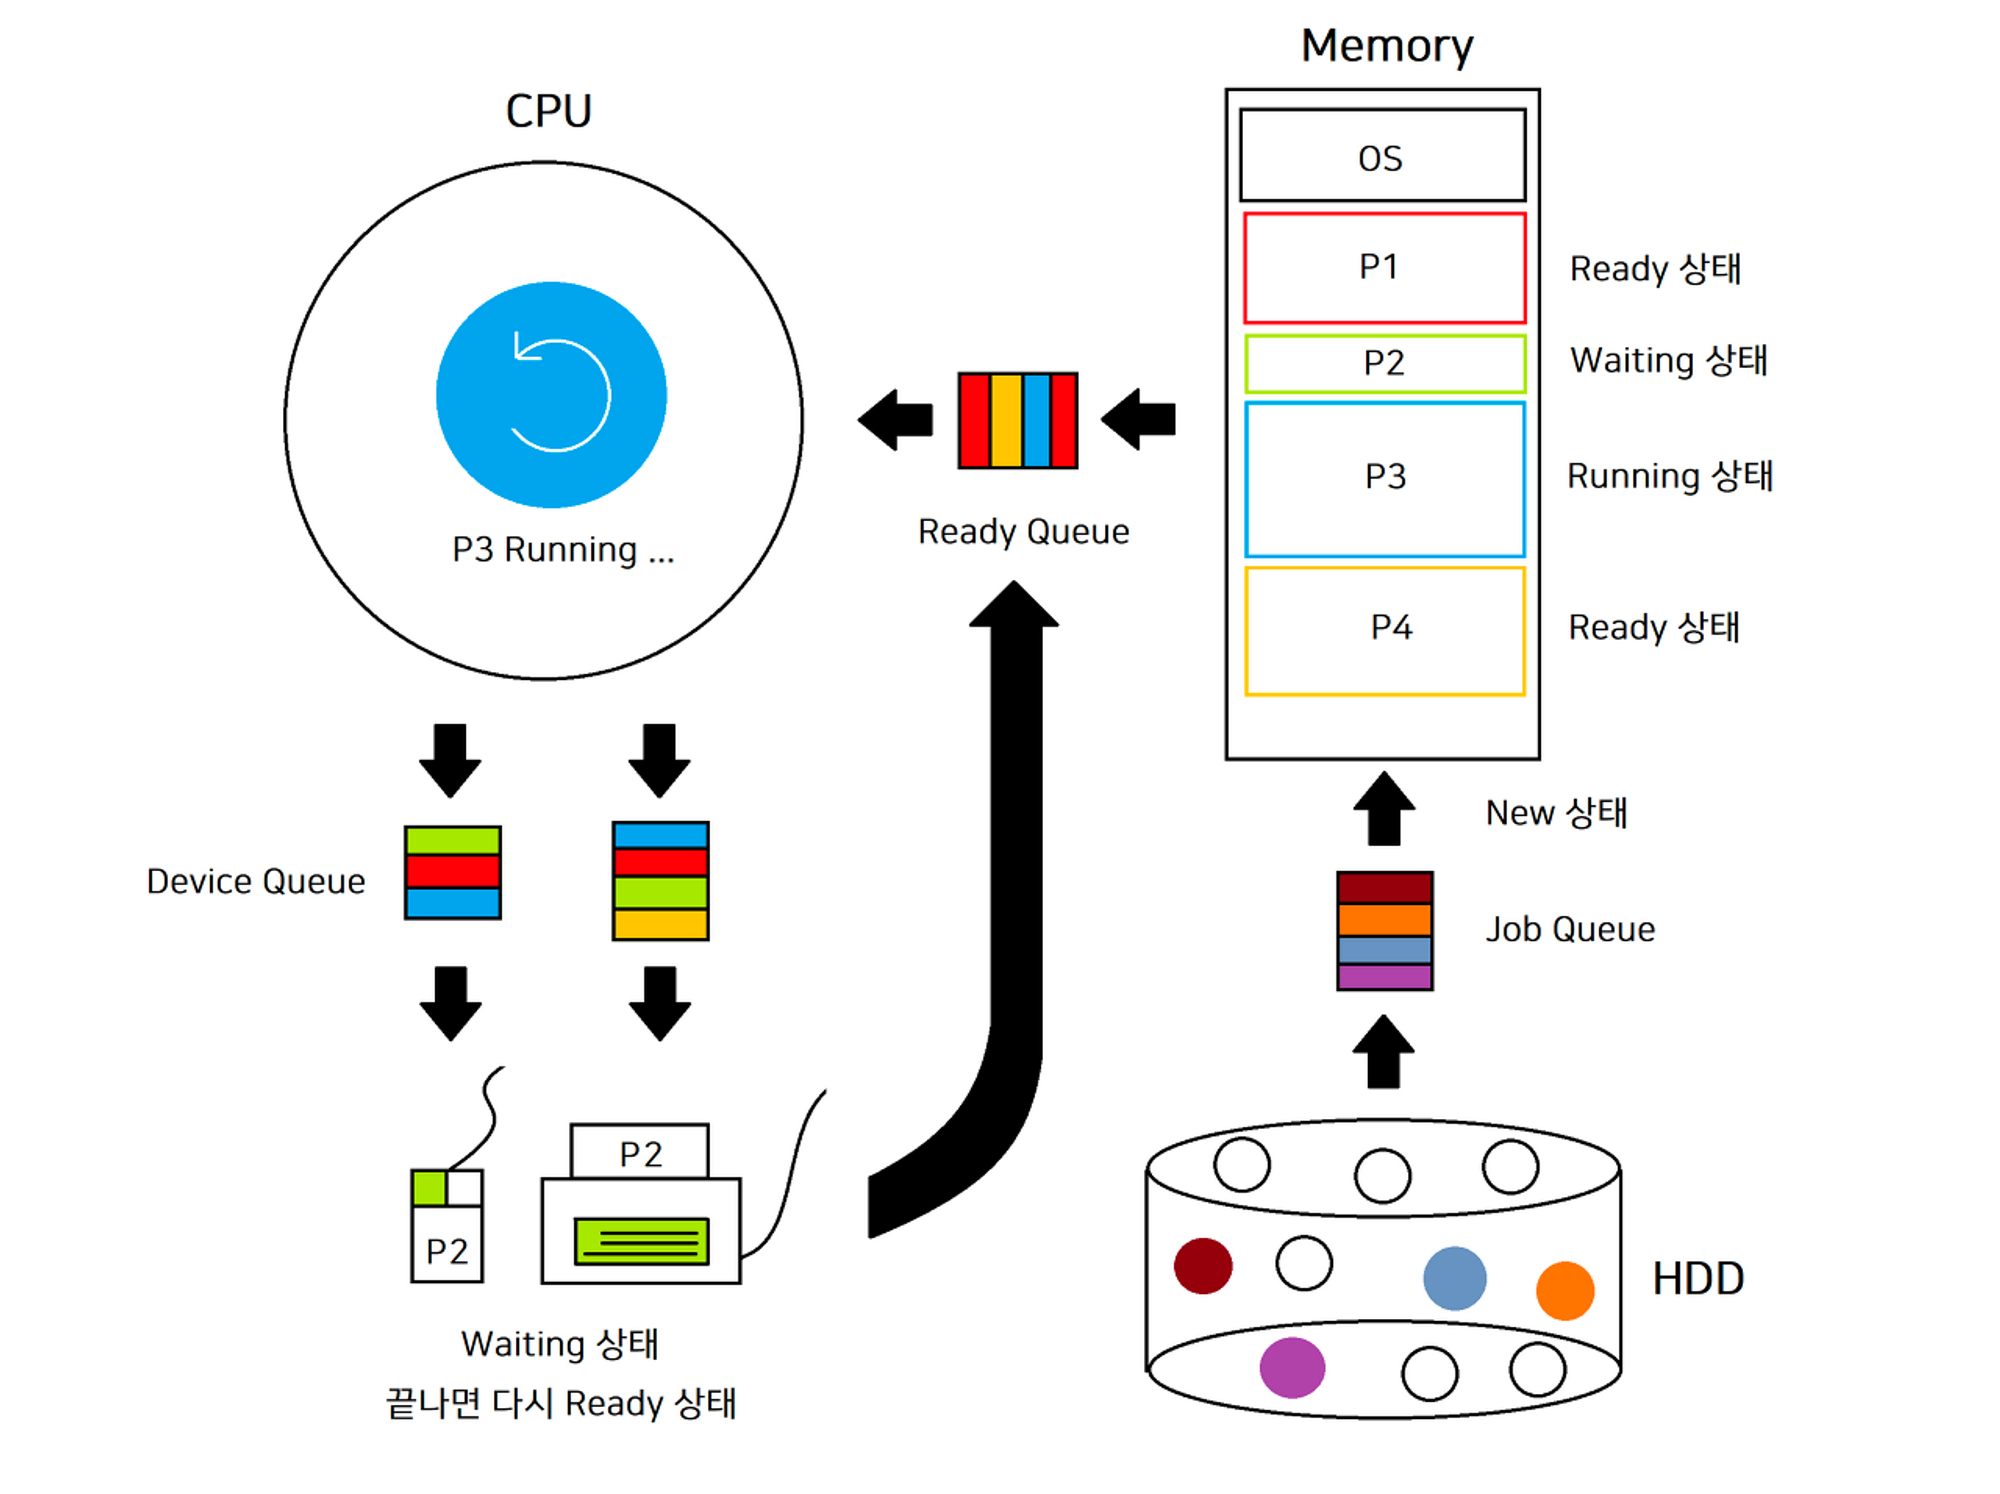 Memory
CPU
OS
P1
Ready 상태
P2
Waiting 상태
P3
Running 상태
P3 Running ...
Ready Queue
P4
Ready 상태
New 상태
Device Queue
Job Queue
P2
P2
HDD
Waiting 상태
끝나면 다시 Ready 상태